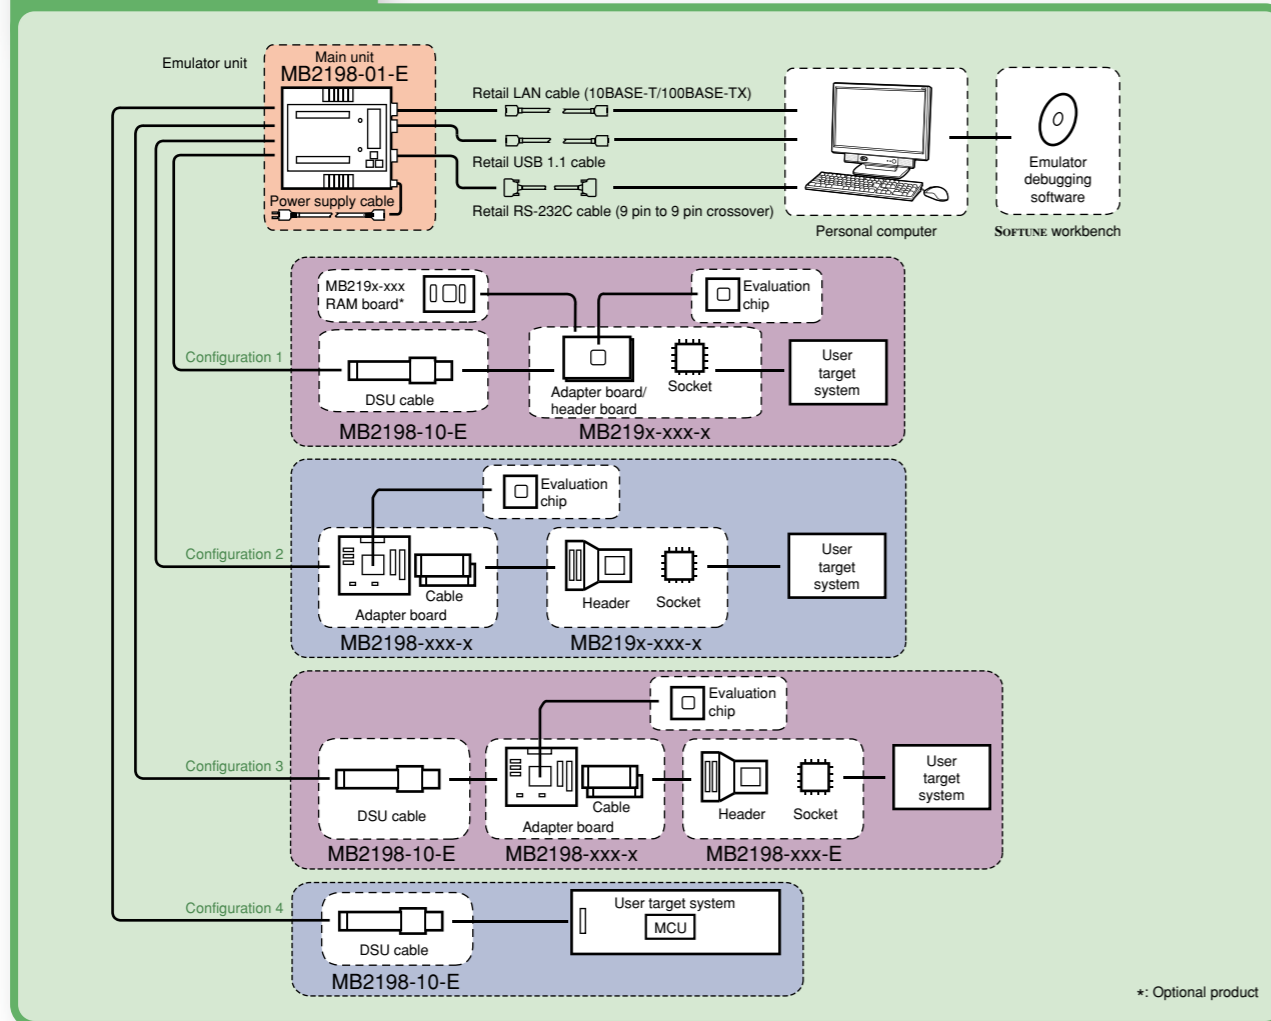 Emulator unit
Main unit
MB2198-01-E
Power supply cable
Retail LAN cable (10BASE-T/100BASE-TX)
Retail USB 1.1 cable
Retail RS-232C cable (9 pin to 9 pin crossover)
Personal computer
Emulator
debugging
software
SOFTUNE workbench
Configuration 1
MB219x-xxx
RAM board*
DSU cable
MB2198-10-E
Evaluation
chip
Adapter board/
header board
Socket
MB219x-xxx-x
User
target
system
Configuration 2
Evaluation
chip
Cable
Adapter board
MB2198-xxx-x
Header
Socket
MB219x-xxx-x
User
target
system
Configuration 3
DSU cable
MB2198-10-E
Evaluation
chip
Cable
Adapter board
MB2198-xxx-x
Header
Socket
MB2198-xxx-E
User
target
system
Configuration 4
DSU cable
MB2198-10-E
User target system
MCU
*: Optional product